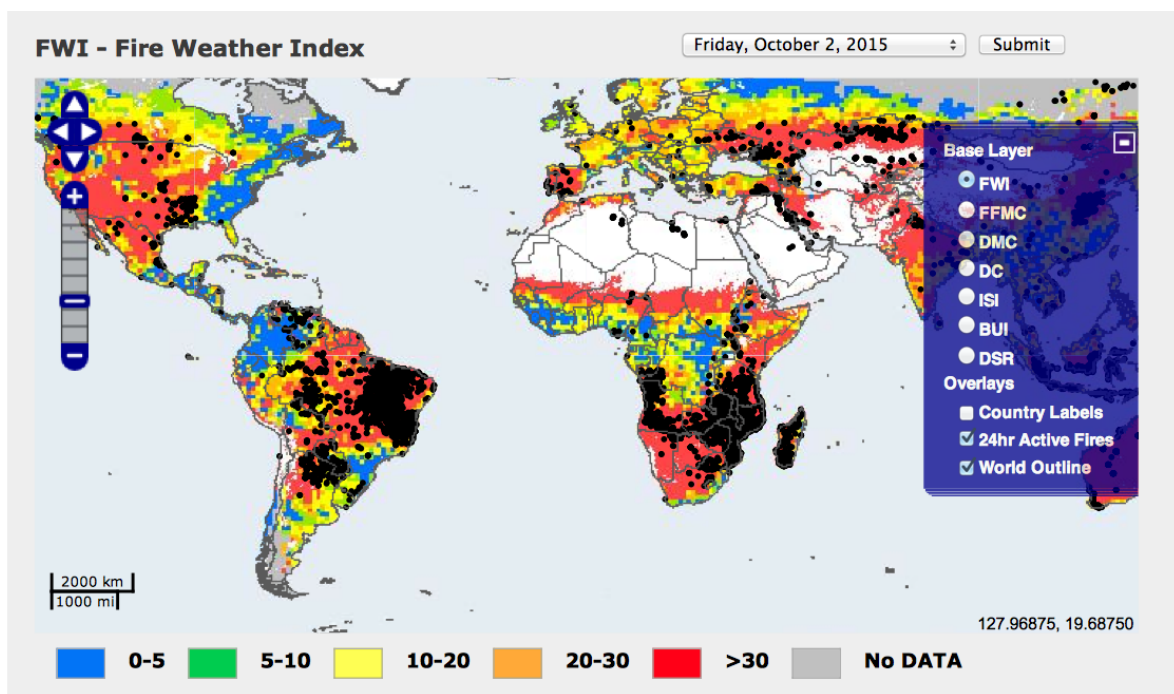 FWI - Fire Weather Index
Friday, October 2, 2015
Submit
Base Layer
FWI
FFMC
DMC
DC
ISI
BUI
DSR
Overlays
Country Labels
24hr Active Fires
World Outline
2000 km
1000 mi
127.96875, 19.68750
0-5 5-10 10-20 20-30 >30 No DATA